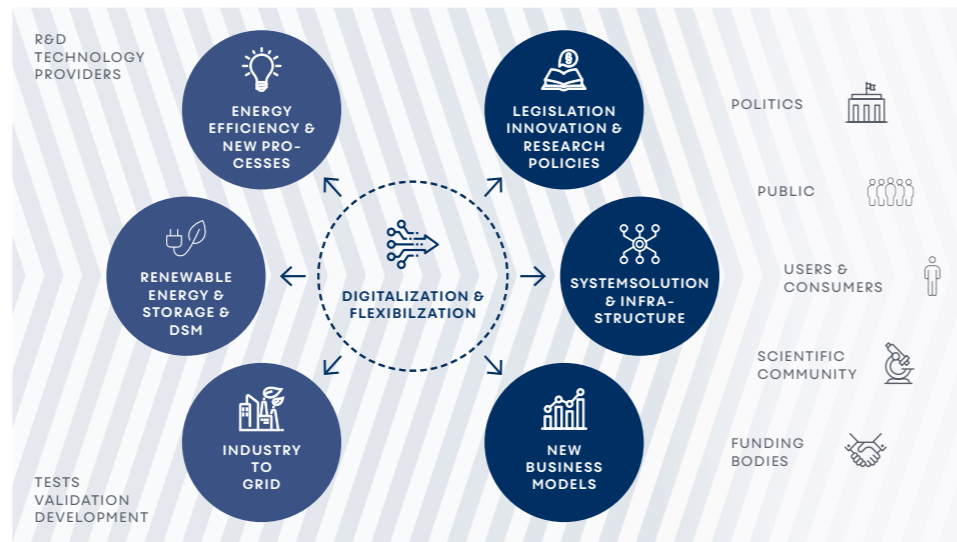 R&D
TECHNOLOGY
PROVIDERS
ENERGY
EFFICIENCY &
NEW PRO-
CESSES
LEGISLATION
INNOVATION &
RESEARCH
POLICIES
POLITICS
PUBLIC
RENEWABLE
ENERGY &
STORAGE &
DSM
DIGITALIZATION &
FLEXIBILZATION
SYSTEMSOLUTION
& INFRA-
STRUCTURE
USERS &
CONSUMERS
SCIENTIFIC
COMMUNITY
INDUSTRY
TO
GRID
NEW
BUSINESS
MODELS
FUNDING
BODIES
TESTS
VALIDATION
DEVELOPMENT